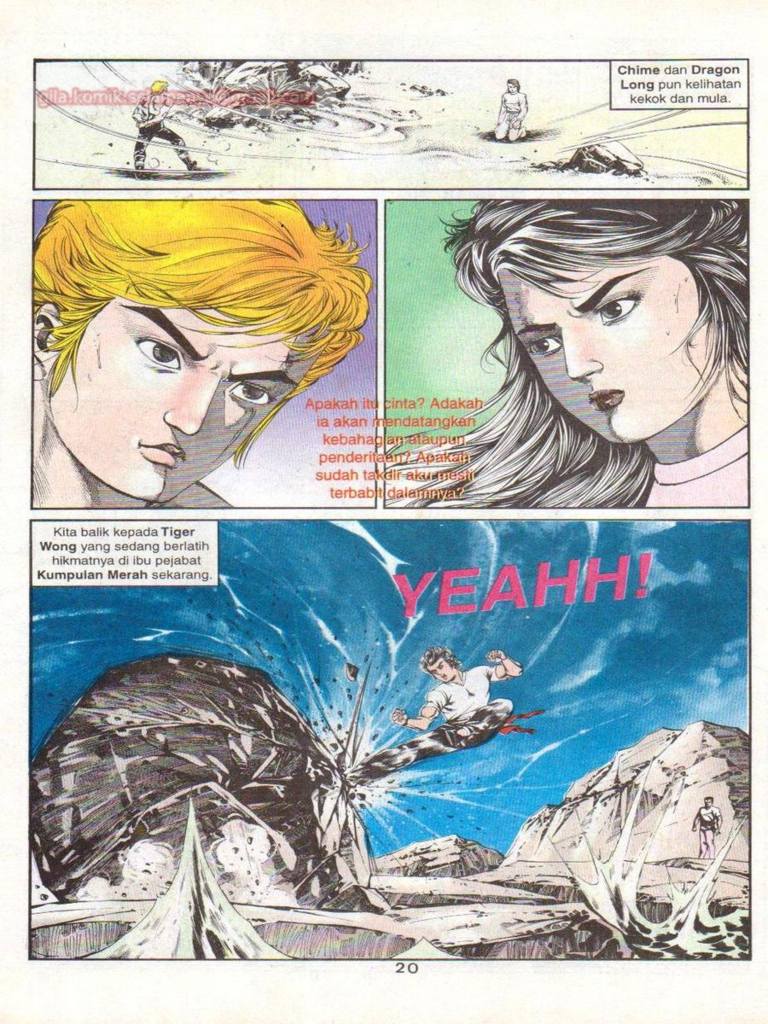 Chime dan Dragon
Long pun kelihatan
kekok dan mula.
Apakah itu cinta? Adakah
ia akan mendatangkan
kebahagian ataupun
penderitaan? Apakah
sudah takdir aku mesti
terbabit dalamnya?
Kita balik kepada Tiger
Wong yang sedang berlatih
hikmatnya di ibu pejabat
Kumpulan Merah sekarang.
YEAHH!
20